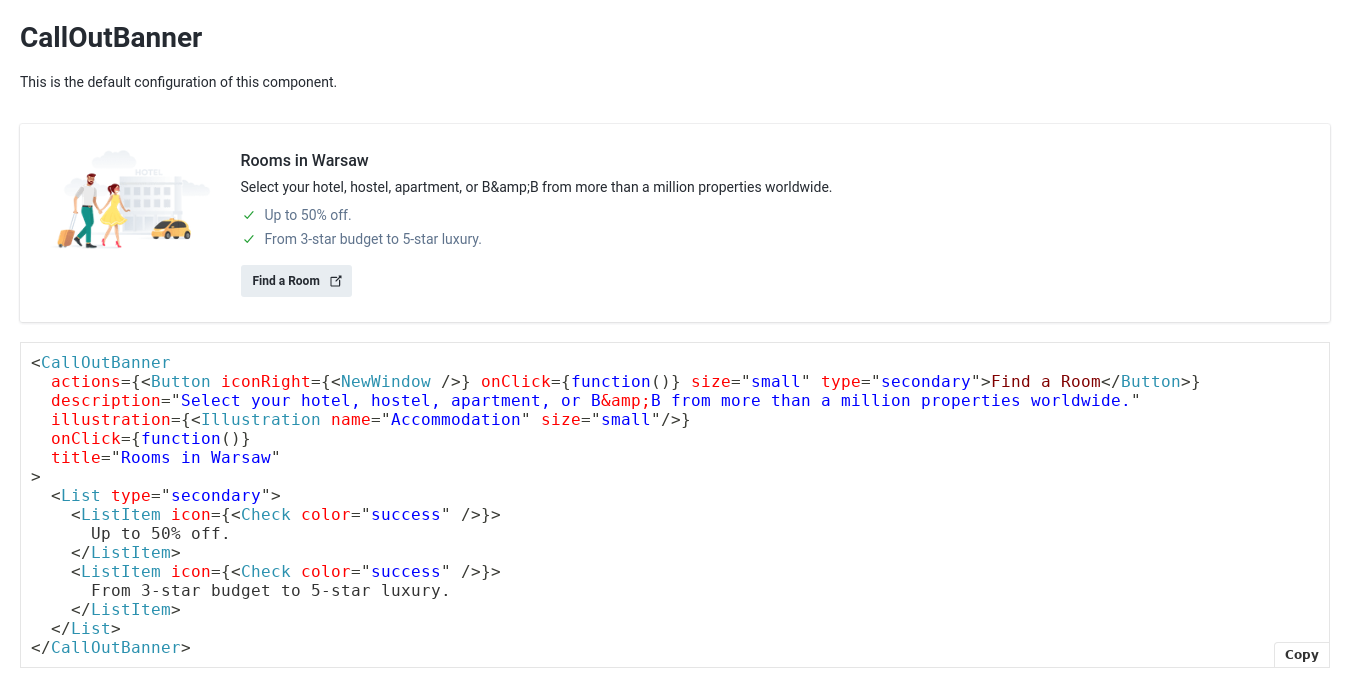 CallOutBanner
This is the default configuration of this component.
HOTEL
Rooms in Warsaw
Select your hotel, hostel, apartment, or B&amp;B from more than a million properties worldwide.
Up to 50% off.
From 3-star budget to 5-star luxury.
Find a Room
<CallOutBanner
  actions={<Button iconRight={<NewWindow />} onClick={function()} size="small" type="secondary">Find a Room</Button>}
  description="Select your hotel, hostel, apartment, or B&amp;B from more than a million properties worldwide."
  illustration={<Illustration name="Accommodation" size="small"/>}
  onClick={function()}
  title="Rooms in Warsaw"
>
  <List type="secondary">
    <ListItem icon={<Check color="success" />}>
      Up to 50% off.
    </ListItem>
    <ListItem icon={<Check color="success" />}>
      From 3-star budget to 5-star luxury.
    </ListItem>
  </List>
</CallOutBanner>
Copy